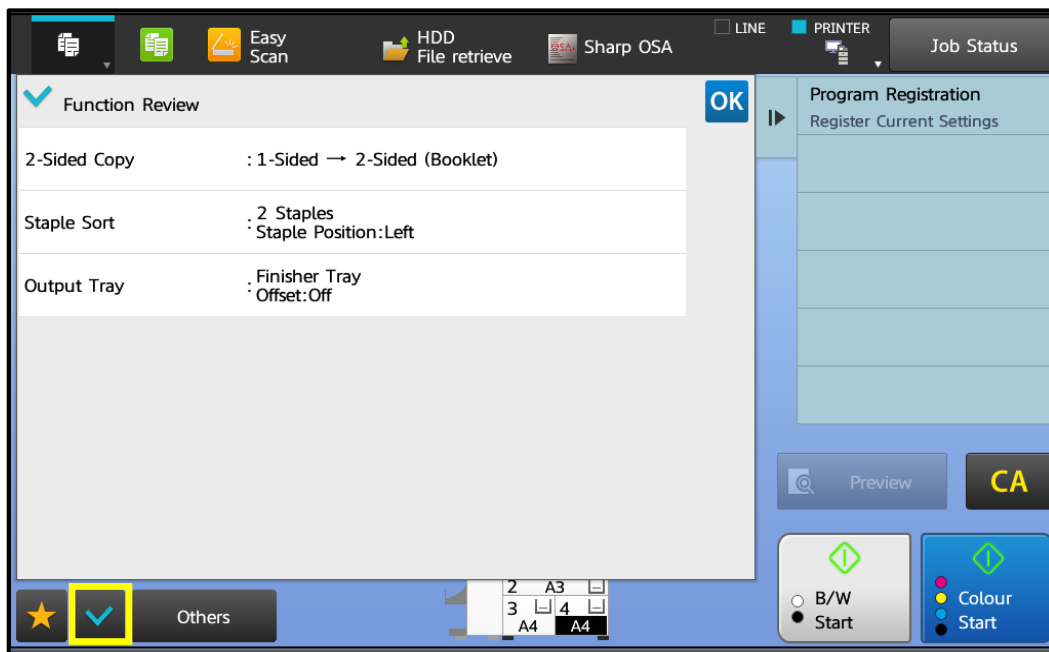 Easy
Scan
HDD
File retrieve
OSA
Sharp OSA
LINE
PRINTER
Job Status
Function Review
OK
2-Sided Copy : 1-Sided → 2-Sided (Booklet)
Staple Sort : 2 Staples
Staple Position:Left
Output Tray : Finisher Tray
Offset:Off
Program Registration
Register Current Settings
Preview
CA
2 A3
3 4
A4 A4
Others
B/W
Start
Colour
Start